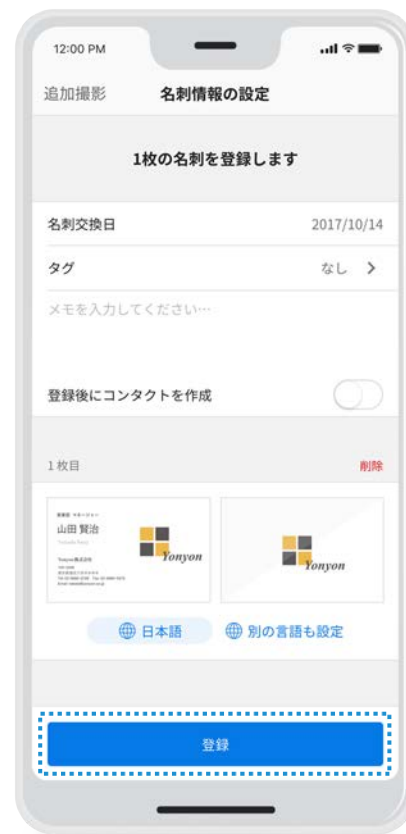 12:00 PM
追加撮影 名刺情報の設定
1枚の名刺を登録します
名刺交換日 2017/10/14
タグ なし
メモを入力してください…
登録後にコンタクトを作成
1枚目 削除
山田 賢治
Yonyon
Yonyon
日本語 別の言語も設定
登録